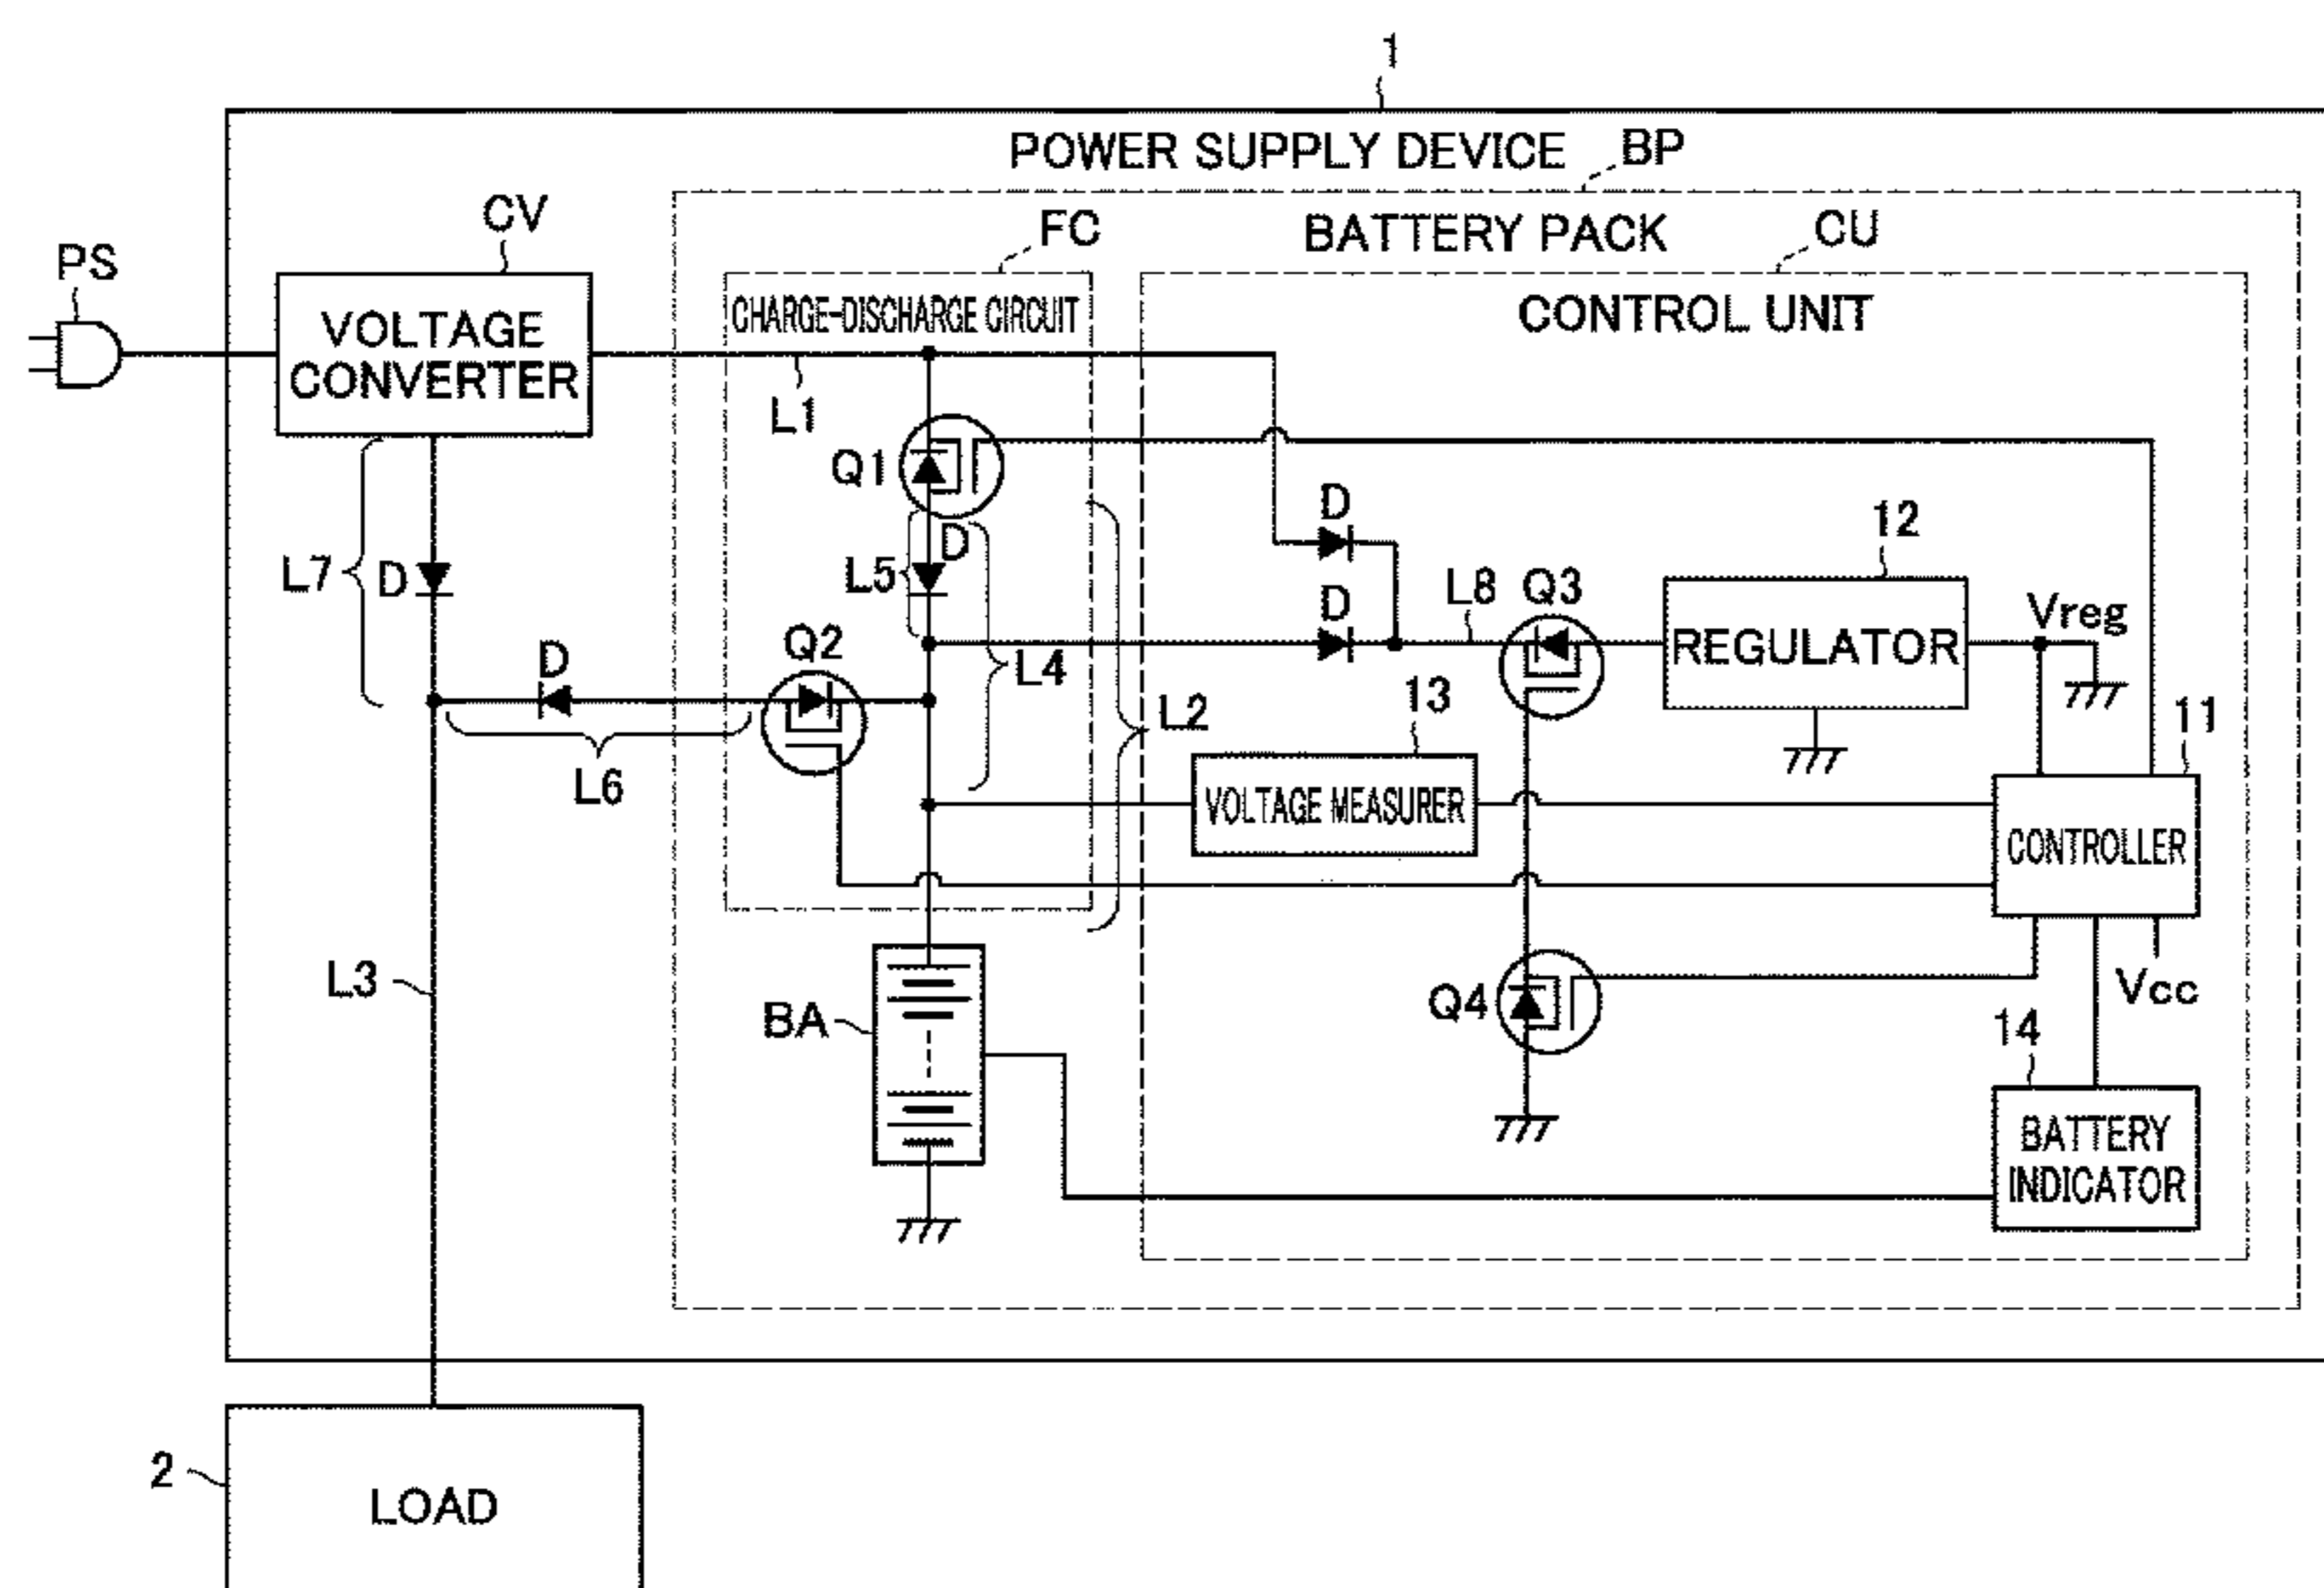 1
POWER SUPPLY DEVICE
BP
BATTERY PACK
CV
FC
CU
PS
VOLTAGE
CONVERTER
CHARGE-DISCHARGE CIRCUIT
CONTROL UNIT
L1
Q1
D
D
12
L7
D
L5
L4
D
L8
Q3
REGULATOR
Vreg
D
Q2
L6
L2
13
VOLTAGE MEASURER
11
CONTROLLER
L3
BA
Q4
Vcc
14
BATTERY
INDICATOR
2
LOAD